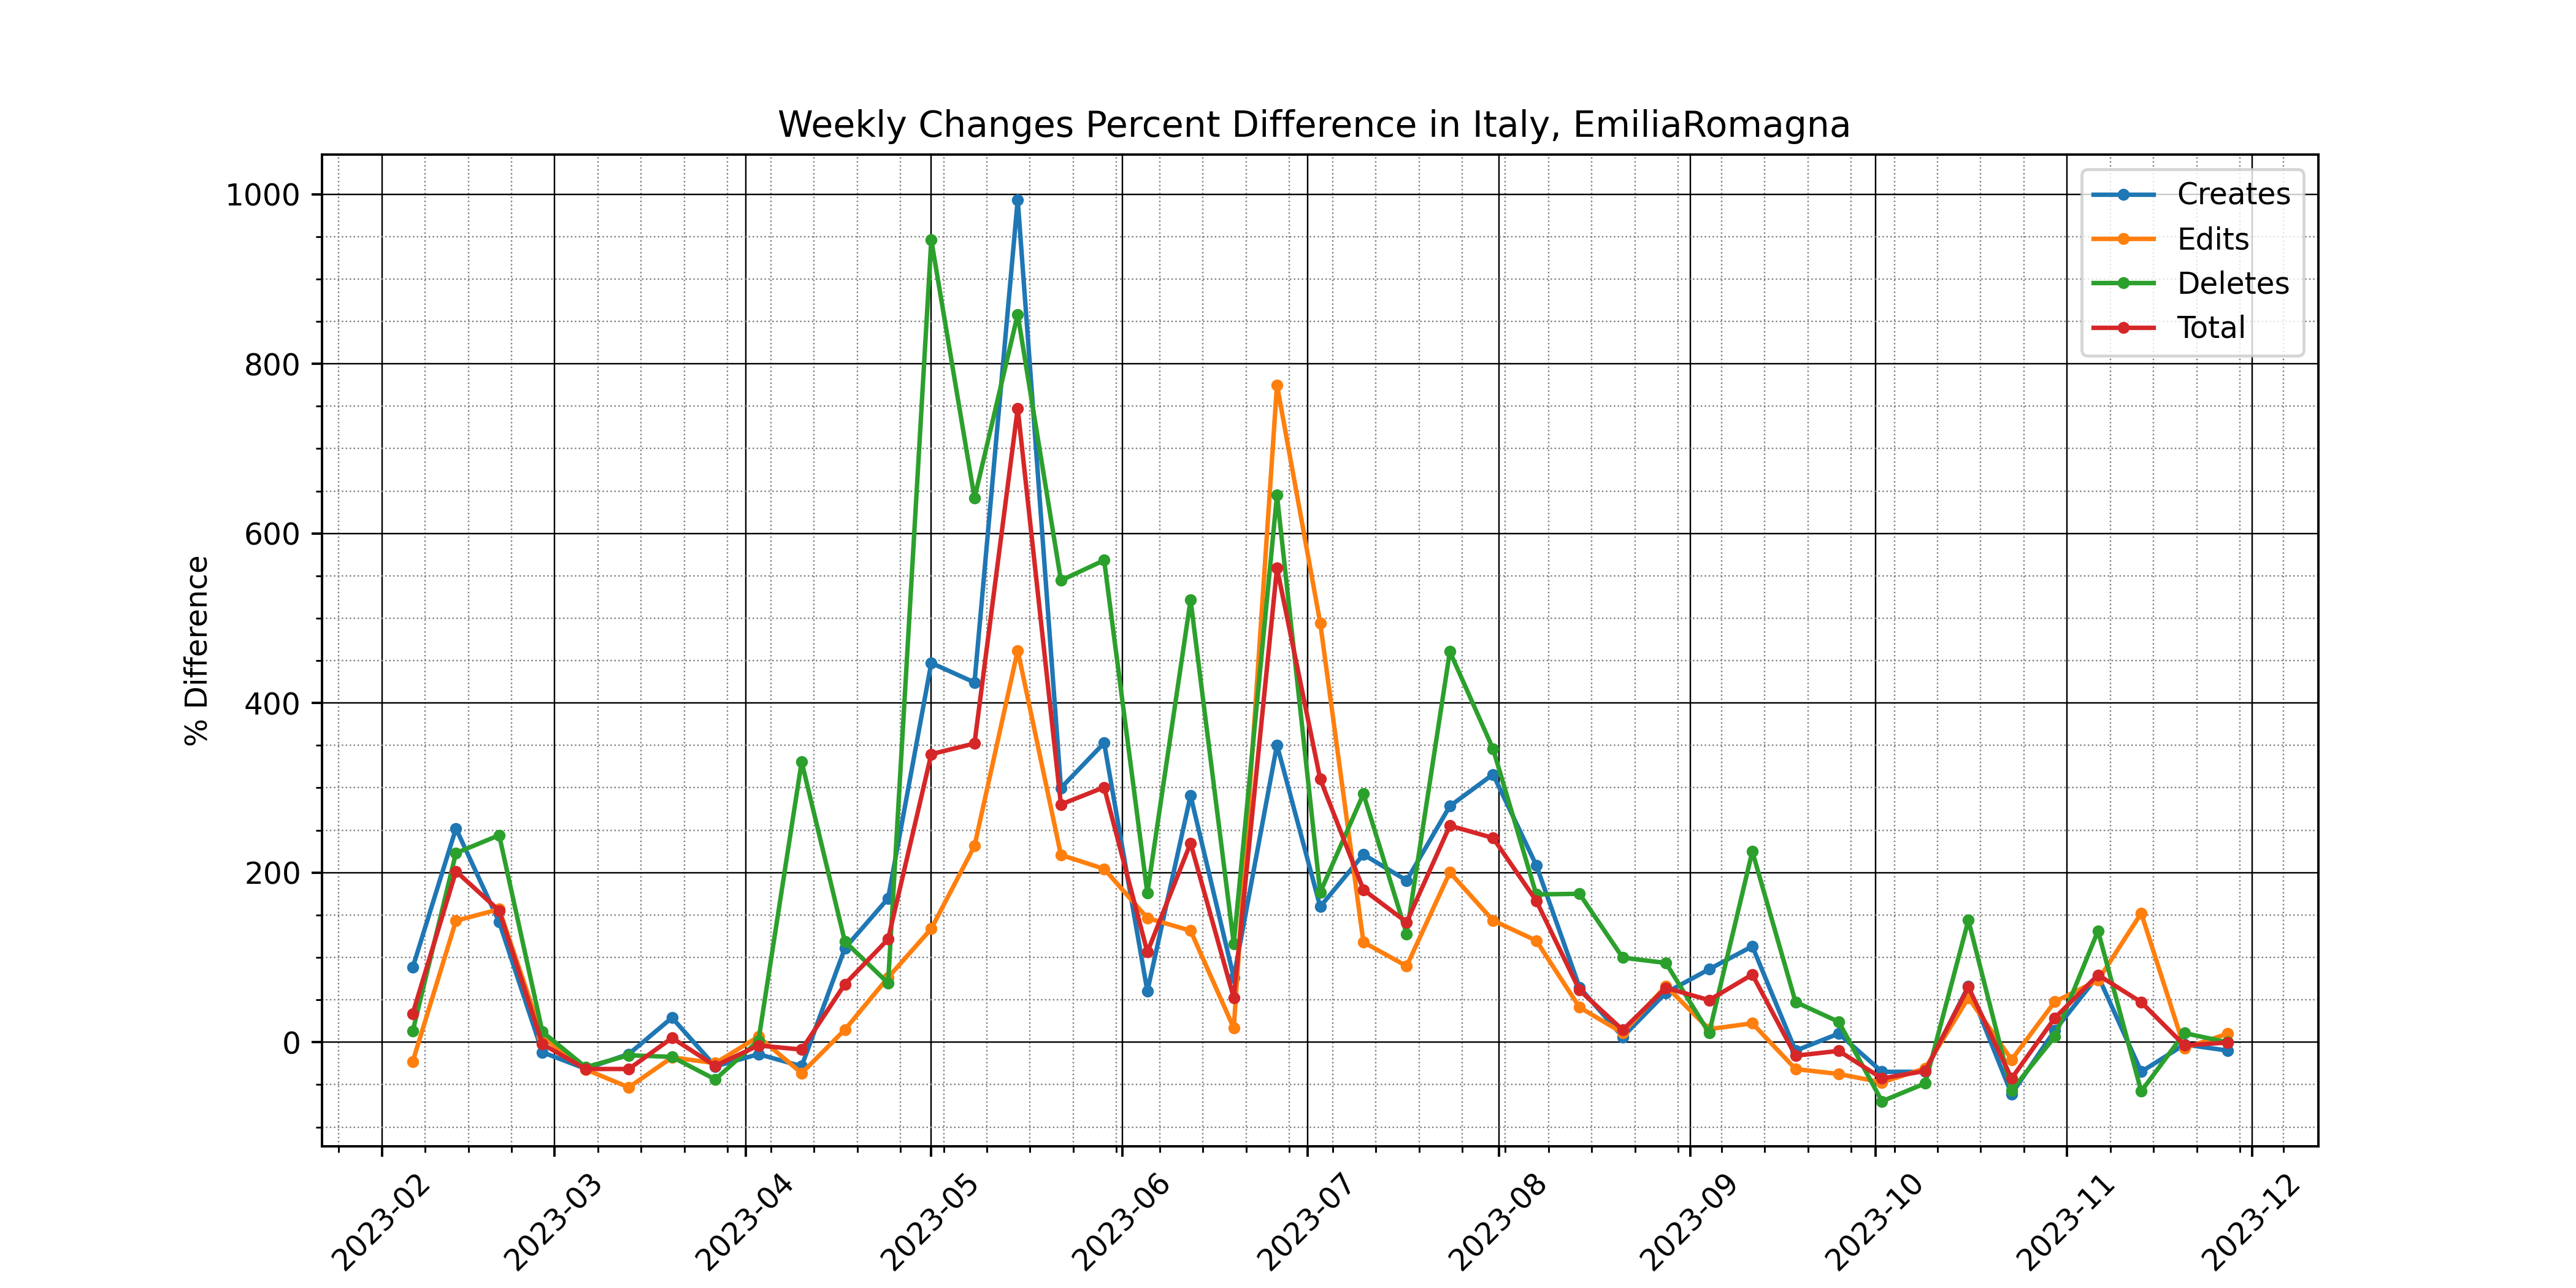 Weekly Changes Percent Difference in Italy, EmiliaRomagna
% Difference
1000
800
600
400
200
0
Creates
Edits
Deletes
Total
2023-02
2023-03
2023-04
2023-05
2023-06
2023-07
2023-08
2023-09
2023-10
2023-11
2023-12